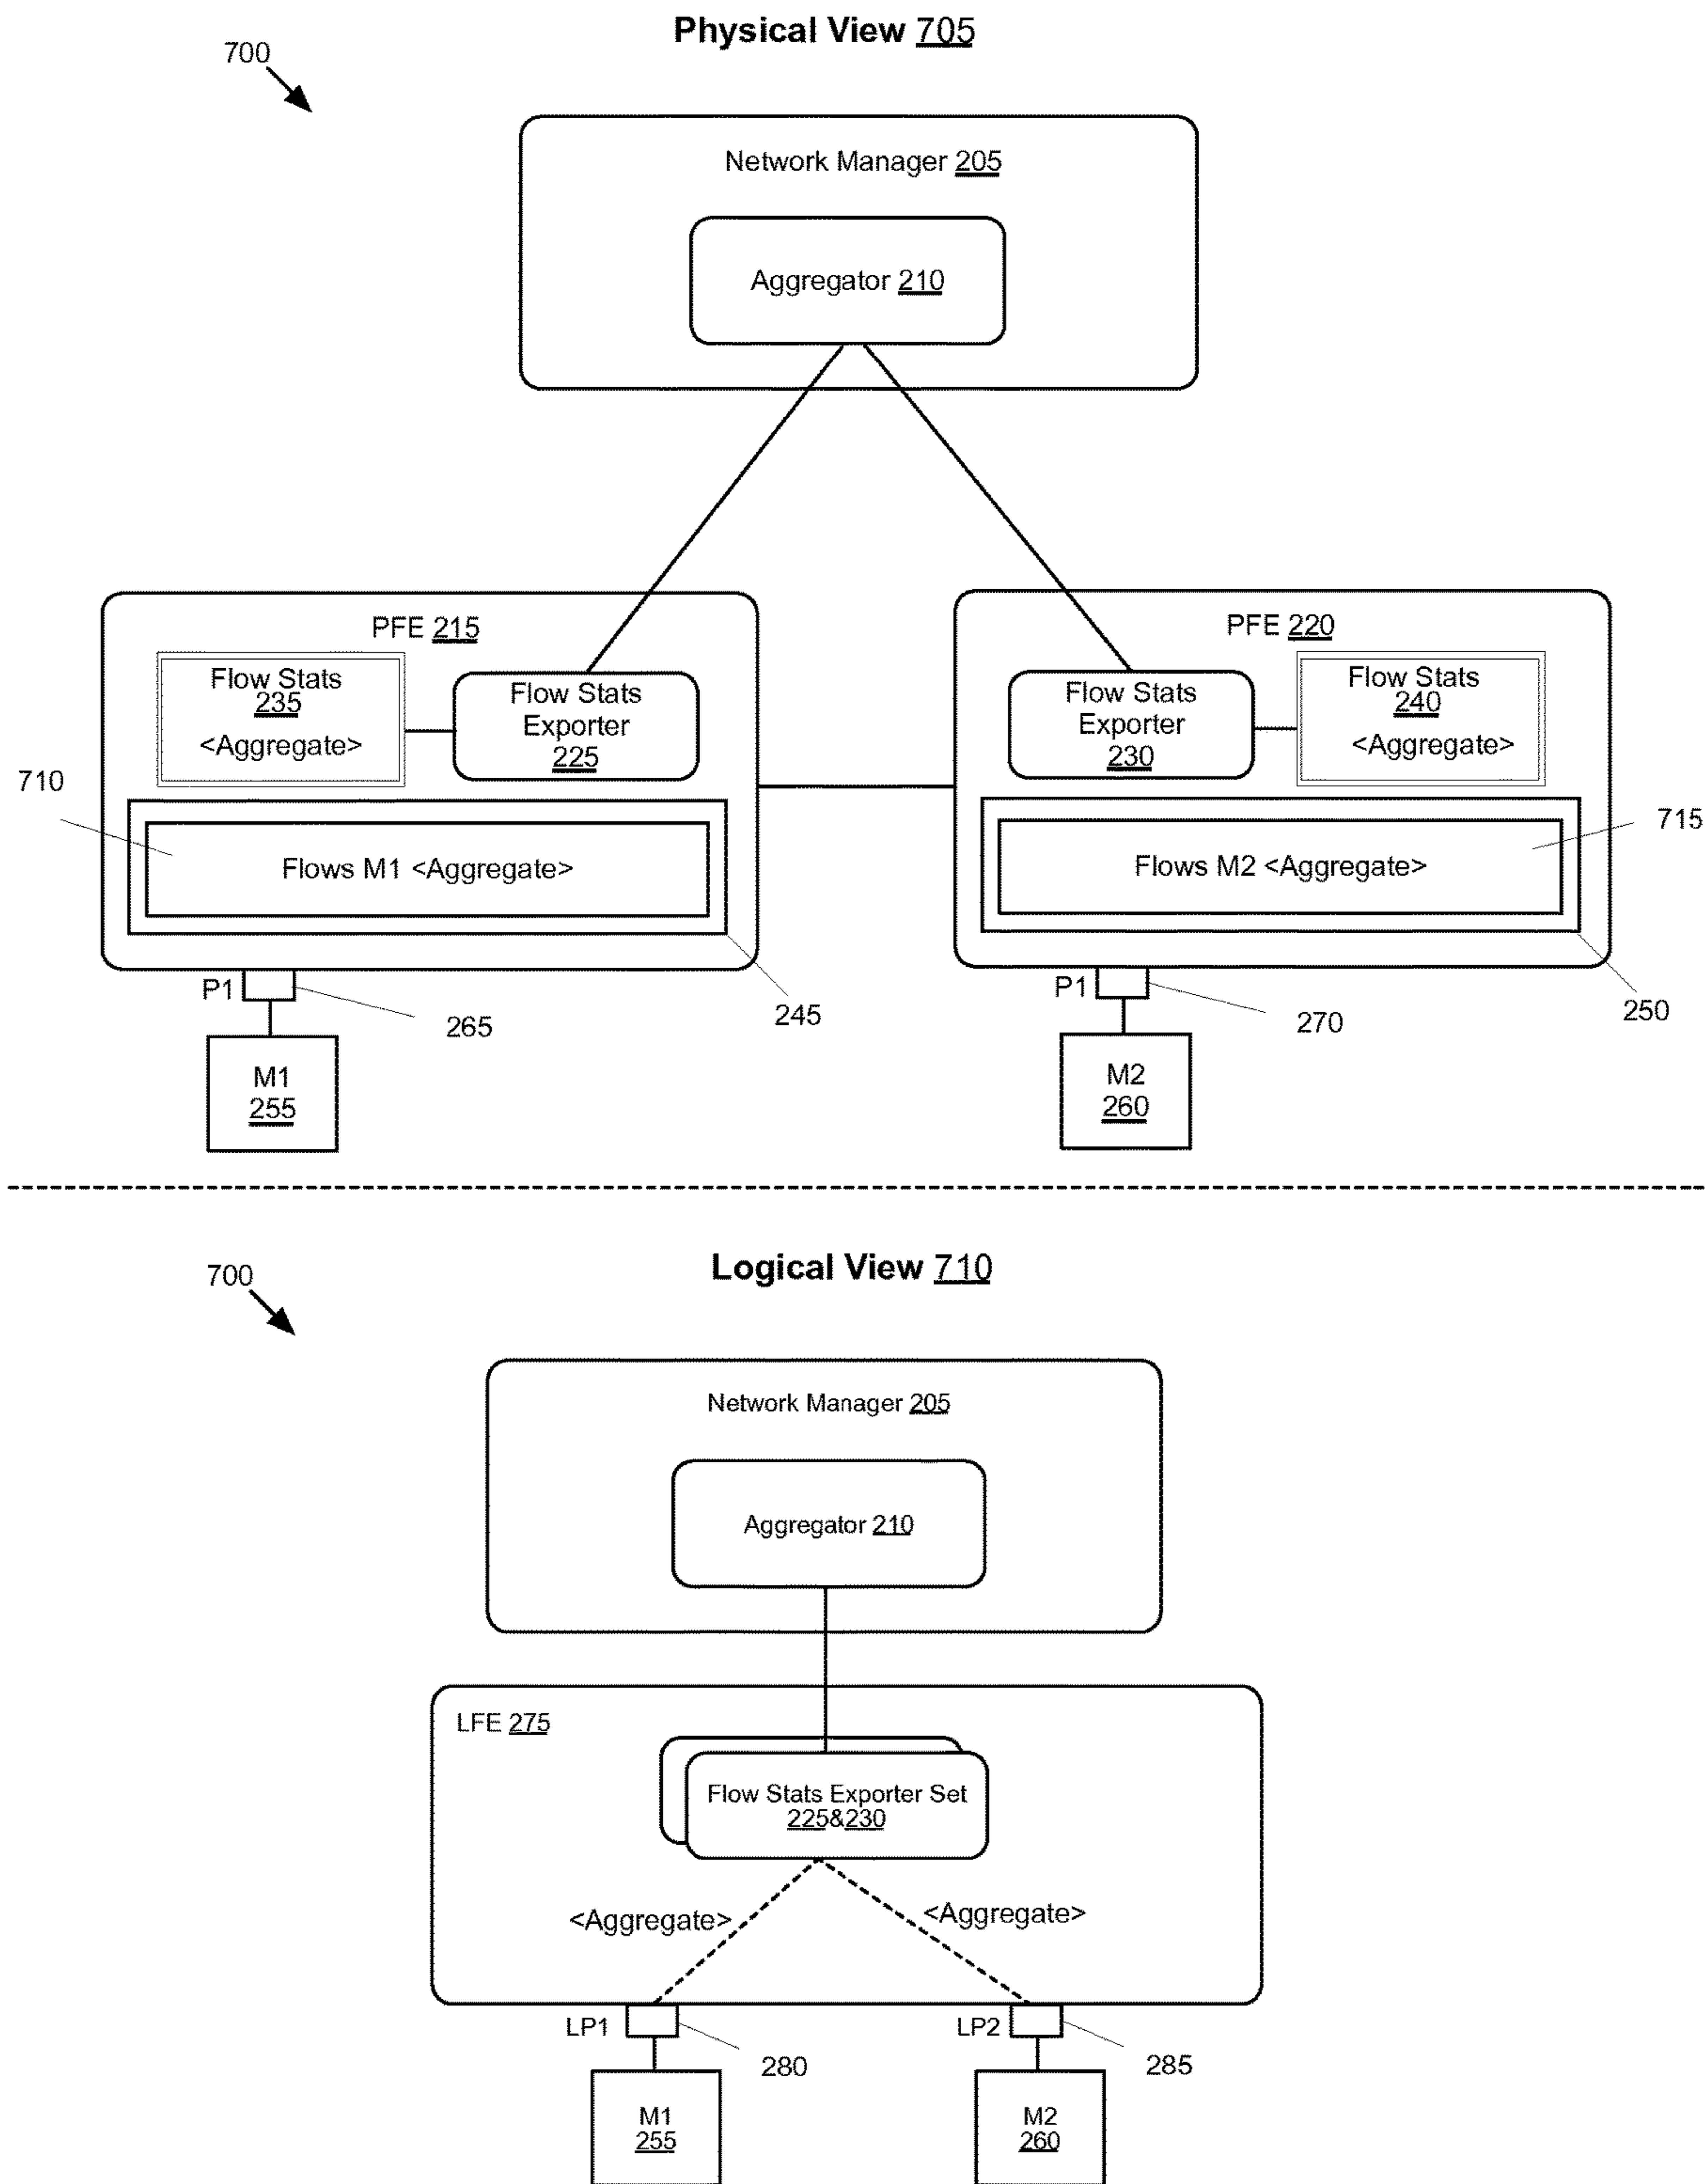 Physical View 705
700
Network Manager 205
Aggregator 210
PFE 215
Flow Stats
235
<Aggregate>
Flow Stats
Exporter
225
710
Flows M1 <Aggregate>
P1
265
245
M1
255
PFE 220
Flow Stats
Exporter
230
Flow Stats
240
<Aggregate>
715
Flows M2 <Aggregate>
P1
270
250
M2
260
Logical View 710
700
Network Manager 205
Aggregator 210
LFE 275
Flow Stats Exporter Set
225&230
<Aggregate>
<Aggregate>
LP1
280
LP2
285
M1
255
M2
260